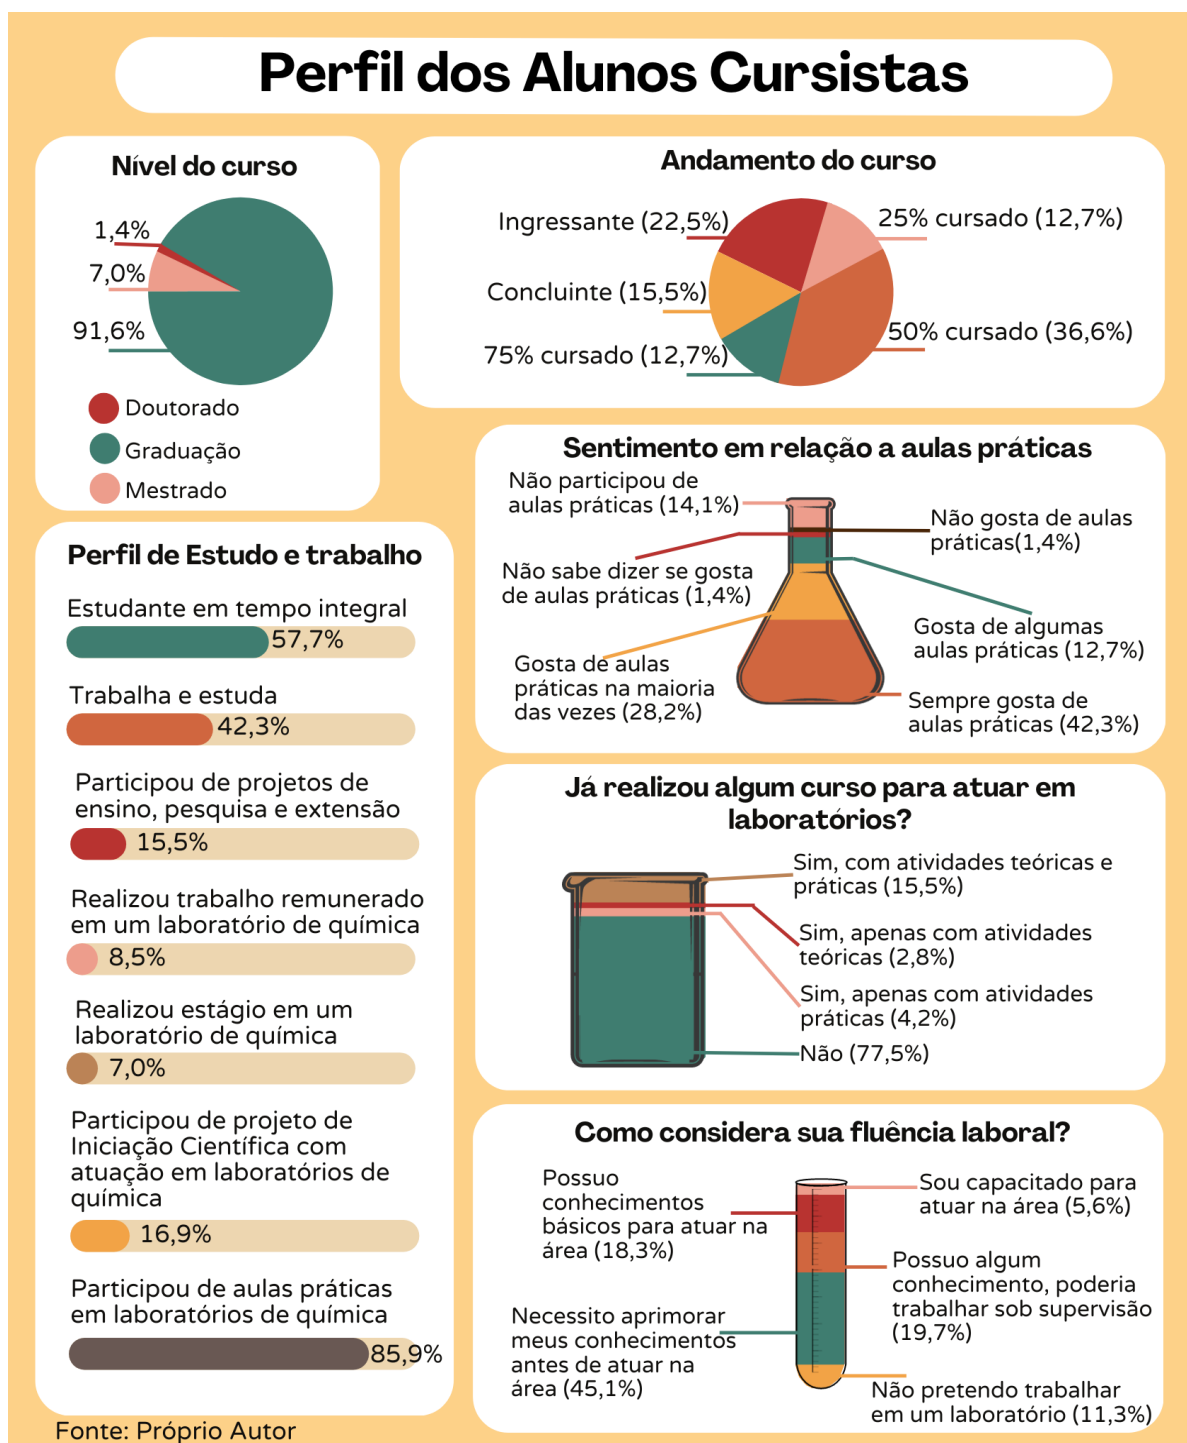 Perfil dos Alunos Cursistas
Nível do curso
1,4%
7,0%
91,6%
Doutorado
Graduação
Mestrado
Andamento do curso
Ingressante (22,5%)
25% cursado (12,7%)
Concluinte (15,5%)
50% cursado (36,6%)
75% cursado (12,7%)
Perfil de Estudo e trabalho
Estudante em tempo integral
57,7%
Trabalha e estuda
42,3%
Participou de projetos de
ensino, pesquisa e extensão
15,5%
Realizou trabalho remunerado
em um laboratório de química
8,5%
Realizou estágio em um
laboratório de química
7,0%
Participou de projeto de
Iniciação Científica com
atuação em laboratórios de
química
16,9%
Participou de aulas práticas
em laboratórios de química
85,9%
Sentimento em relação a aulas práticas
Não participou de
aulas práticas (14,1%)
Não gosta de aulas
práticas(1,4%)
Não sabe dizer se gosta
de aulas práticas (1,4%)
Gosta de algumas
aulas práticas (12,7%)
Gosta de aulas
práticas na maioria
das vezes (28,2%)
Sempre gosta de
aulas práticas (42,3%)
Já realizou algum curso para atuar em
laboratórios?
Sim, com atividades teóricas e
práticas (15,5%)
Sim, apenas com atividades
teóricas (2,8%)
Sim, apenas com atividades
práticas (4,2%)
Não (77,5%)
Como considera sua fluência laboral?
Possuo
conhecimentos
básicos para atuar na
área (18,3%)
Sou capacitado para
atuar na área (5,6%)
Possuo algum
conhecimento, poderia
trabalhar sob supervisão
(19,7%)
Necessito aprimorar
meus conhecimentos
antes de atuar na
área (45,1%)
Não pretendo trabalhar
em um laboratório (11,3%)
Fonte: Próprio Autor